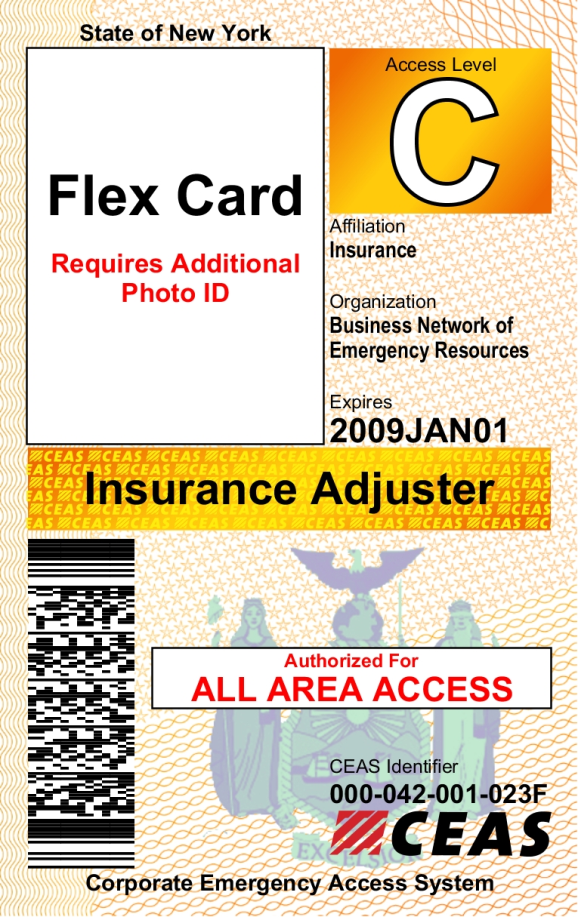 State of New York
Flex Card
Requires Additional
Photo ID
Access Level
C
Affiliation
Insurance
Organization
Business Network of
Emergency Resources
Expires
2009JAN01
Insurance Adjuster
Authorized For
ALL AREA ACCESS
CEAS Identifier
000-042-001-023F
CEAS
EXCELSIOR
Corporate Emergency Access System